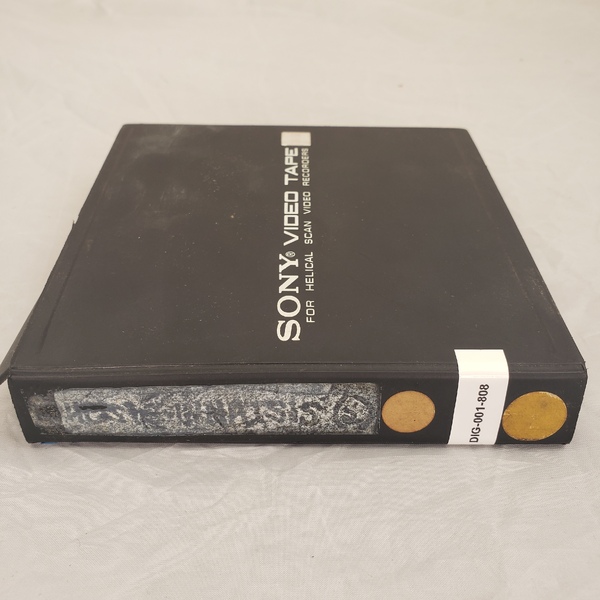 SONY® VIDEO TAPE
FOR HELICAL SCAN VIDEO RECORDERS
DIG-001-808